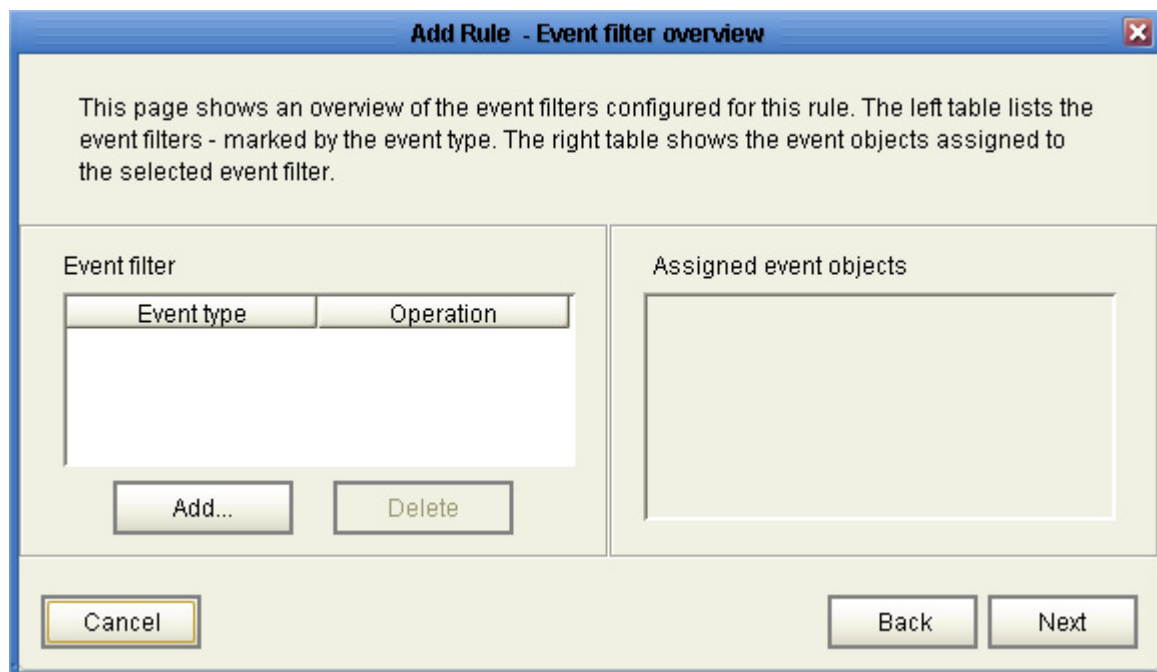 Add Rule - Event filter overview
This page shows an overview of the event filters configured for this rule. The left table lists the
event filters - marked by the event type. The right table shows the event objects assigned to
the selected event filter.
Event filter
Event type Operation
Add... Delete
Assigned event objects
Cancel Back Next